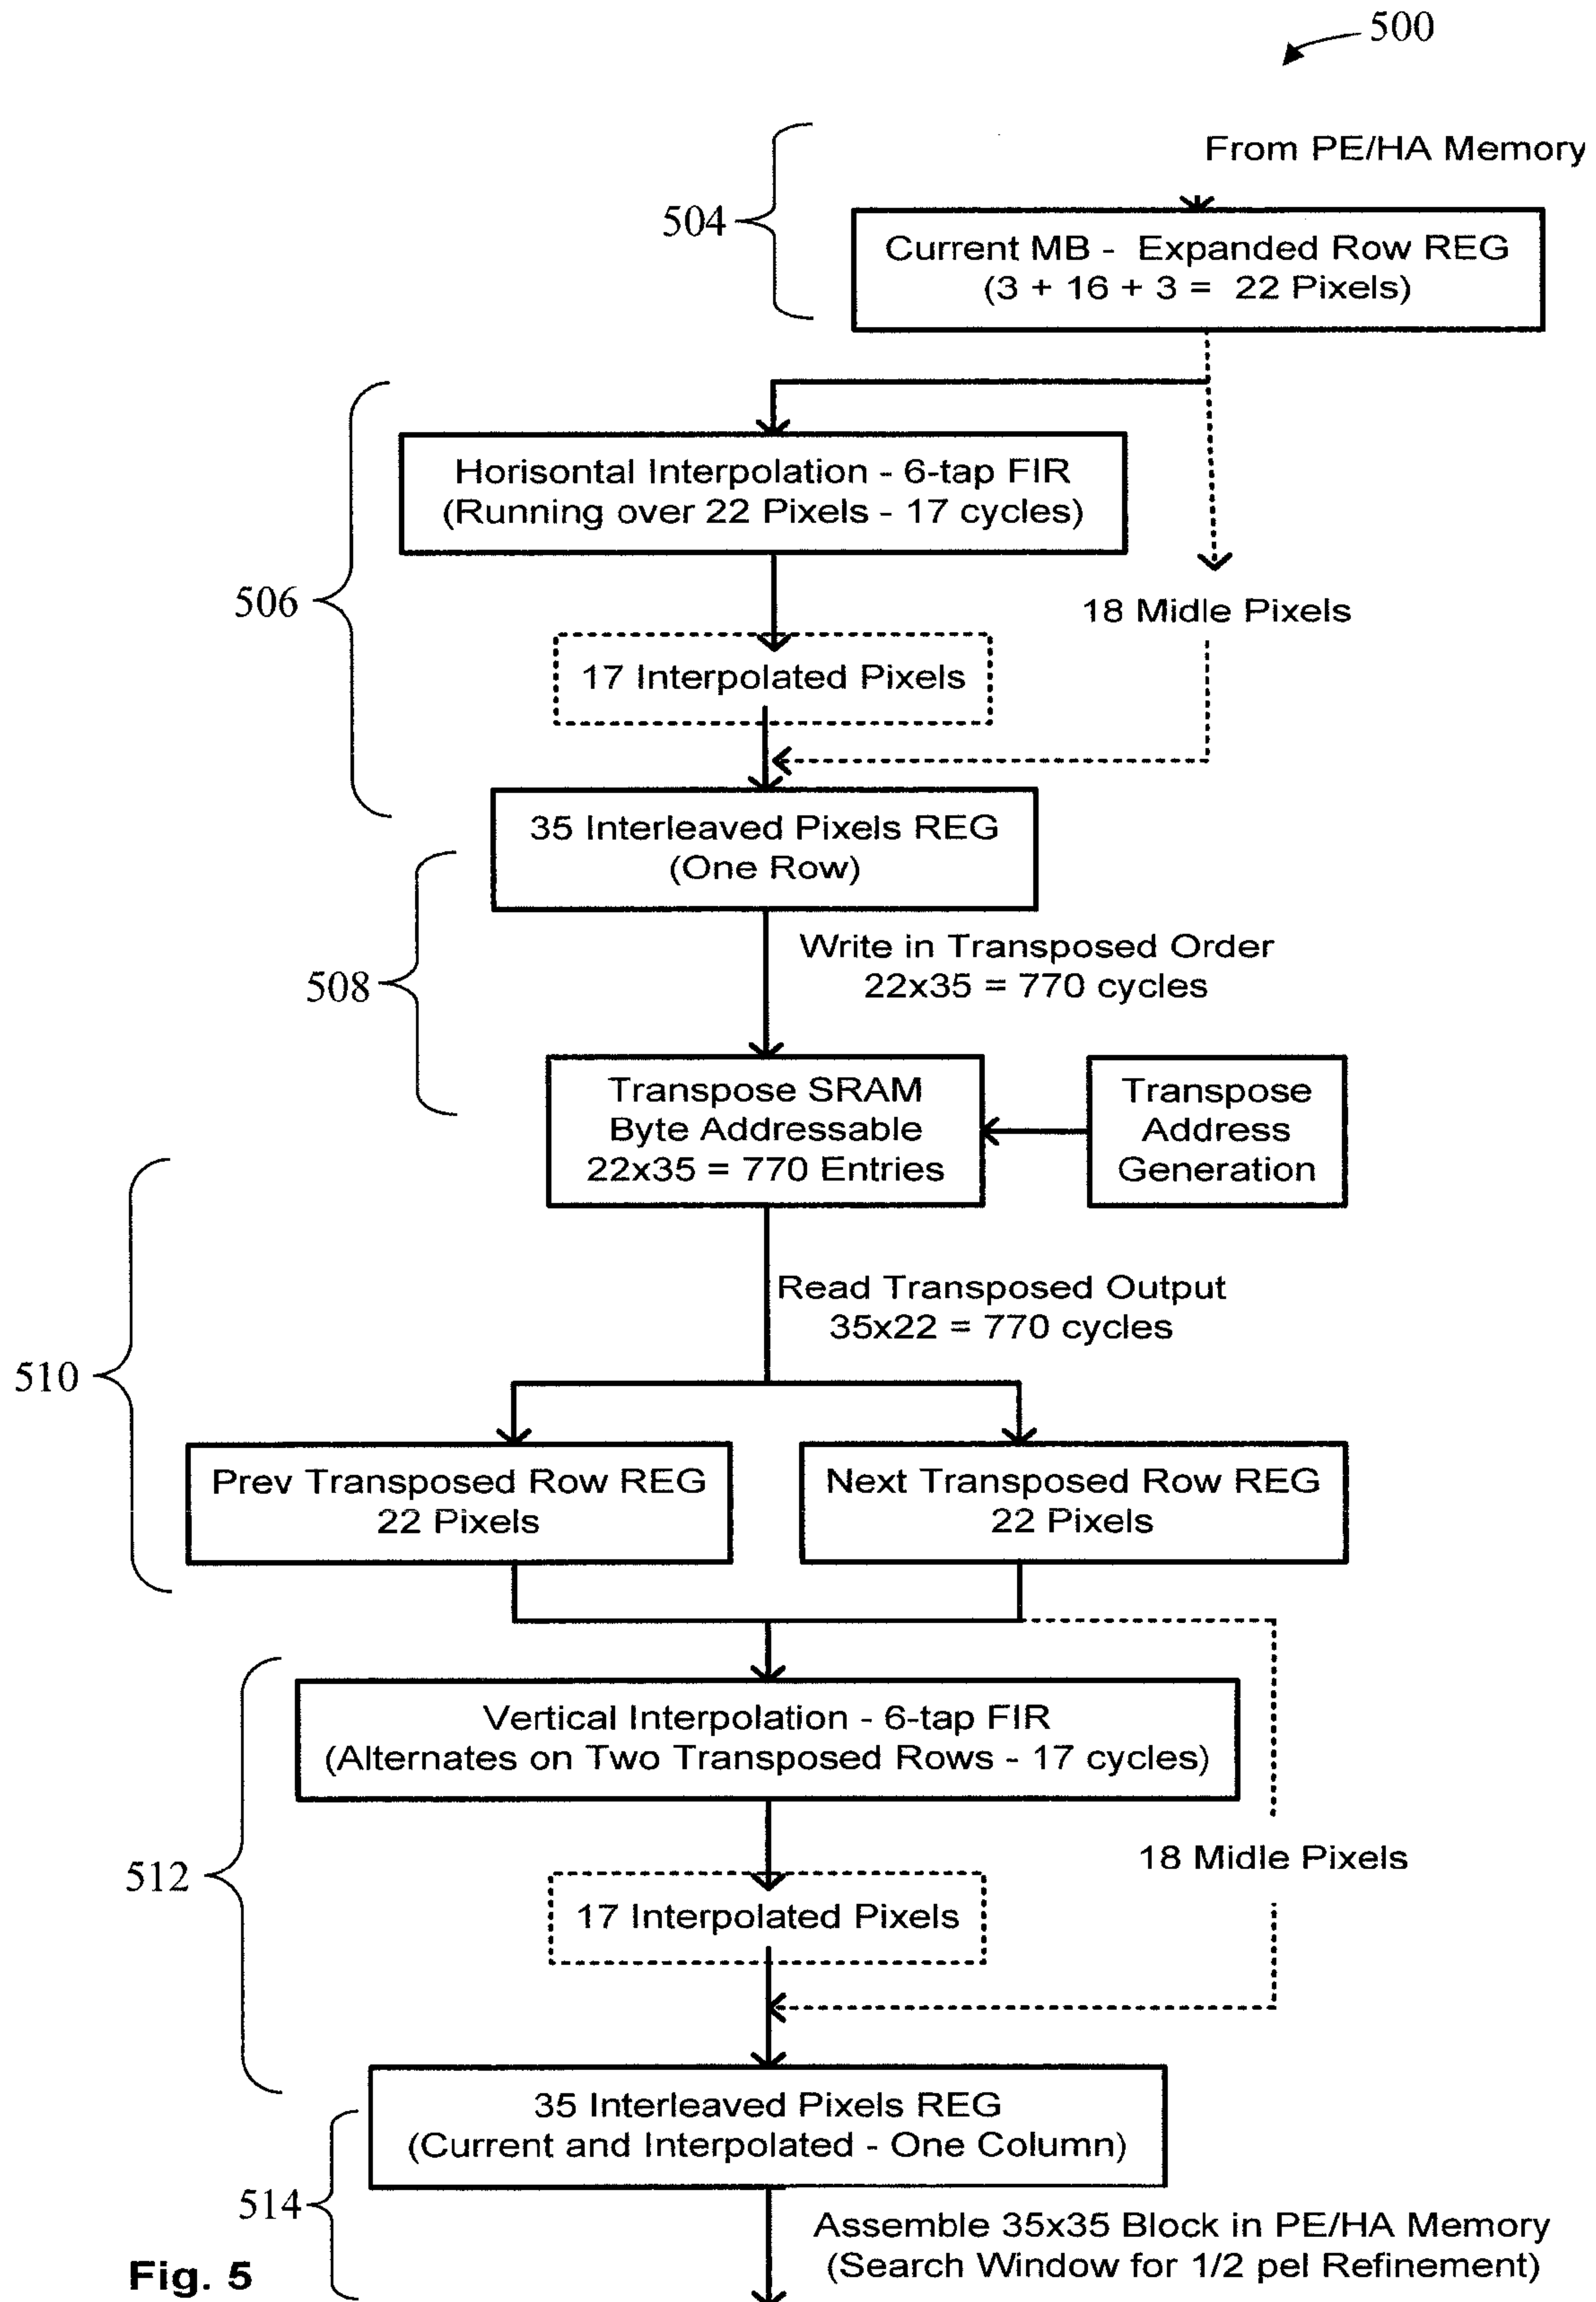 500
From PE/HA Memory
504
Current MB - Expanded Row REG
(3 + 16 + 3 = 22 Pixels)
Horisontal Interpolation - 6-tap FIR
(Running over 22 Pixels - 17 cycles)
506
18 Midle Pixels
17 Interpolated Pixels
35 Interleaved Pixels REG
(One Row)
508
Write in Transposed Order
22x35 = 770 cycles
Transpose SRAM
Byte Addressable
22x35 = 770 Entries
Transpose
Address
Generation
Read Transposed Output
35x22 = 770 cycles
510
Prev Transposed Row REG
22 Pixels
Next Transposed Row REG
22 Pixels
Vertical Interpolation - 6-tap FIR
(Alternates on Two Transposed Rows - 17 cycles)
512
18 Midle Pixels
17 Interpolated Pixels
35 Interleaved Pixels REG
(Current and Interpolated - One Column)
514
Assemble 35x35 Block in PE/HA Memory
(Search Window for 1/2 pel Refinement)
Fig. 5